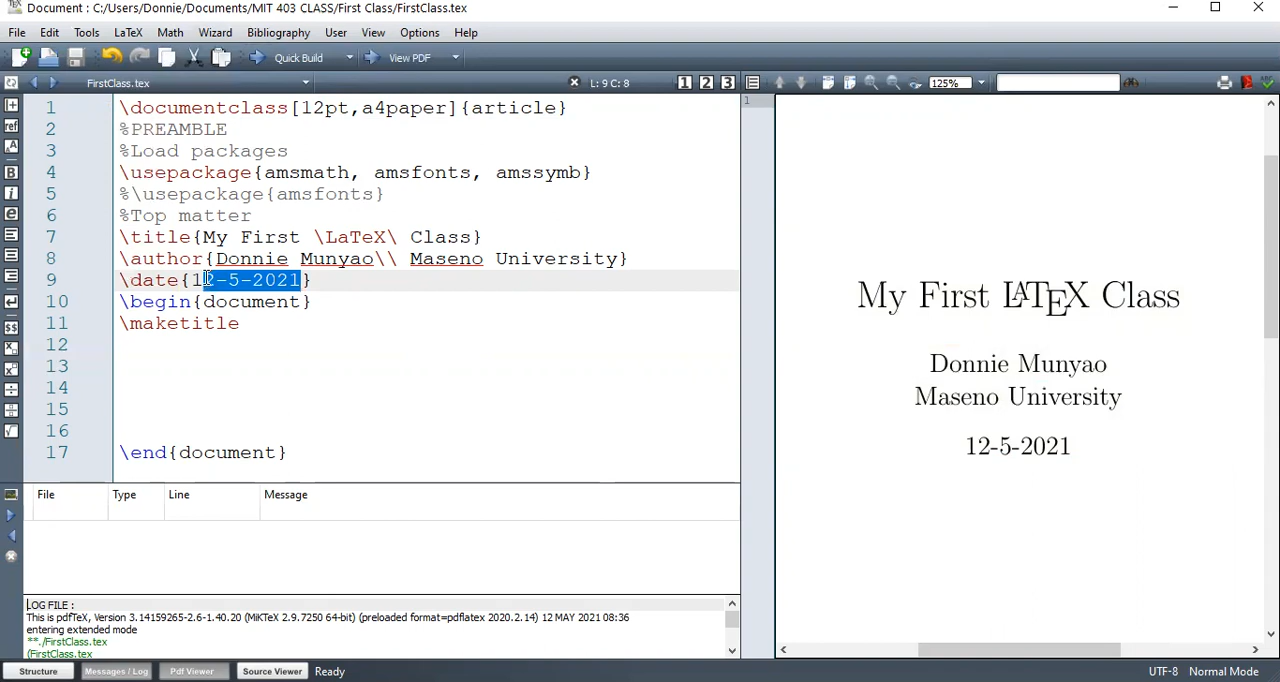 Document : C:/Users/Donnie/Documents/MIT 403 CLASS/First Class/FirstClass.tex
File Edit Tools LaTeX Math Wizard Bibliography User View Options Help
Quick Build View PDF
FirstClass.tex L: 9 C: 8 1 2 3 125%
1 \documentclass[12pt,a4paper]{article}
2 %PREAMBLE
3 %Load packages
4 \usepackage{amsmath, amsfonts, amssymb}
5 %\usepackage{amsfonts}
6 %Top matter
7 \title{My First \LaTeX\ Class}
8 \author{Donnie Munyao\\ Maseno University}
9 \date{12-5-2021}
10 \begin{document}
11 \maketitle
12
13
14
15
16
17 \end{document}
1
My First LATEX Class
Donnie Munyao
Maseno University
12-5-2021
File Type Line Message
LOG FILE :
This is pdfTeX, Version 3.14159265-2.6-1.40.20 (MiKTeX 2.9.7250 64-bit) (preloaded format=pdflatex 2020.2.14) 12 MAY 2021 08:36
entering extended mode
**./FirstClass.tex
(FirstClass.tex
Structure Messages / Log Pdf Viewer Source Viewer Ready UTF-8 Normal Mode